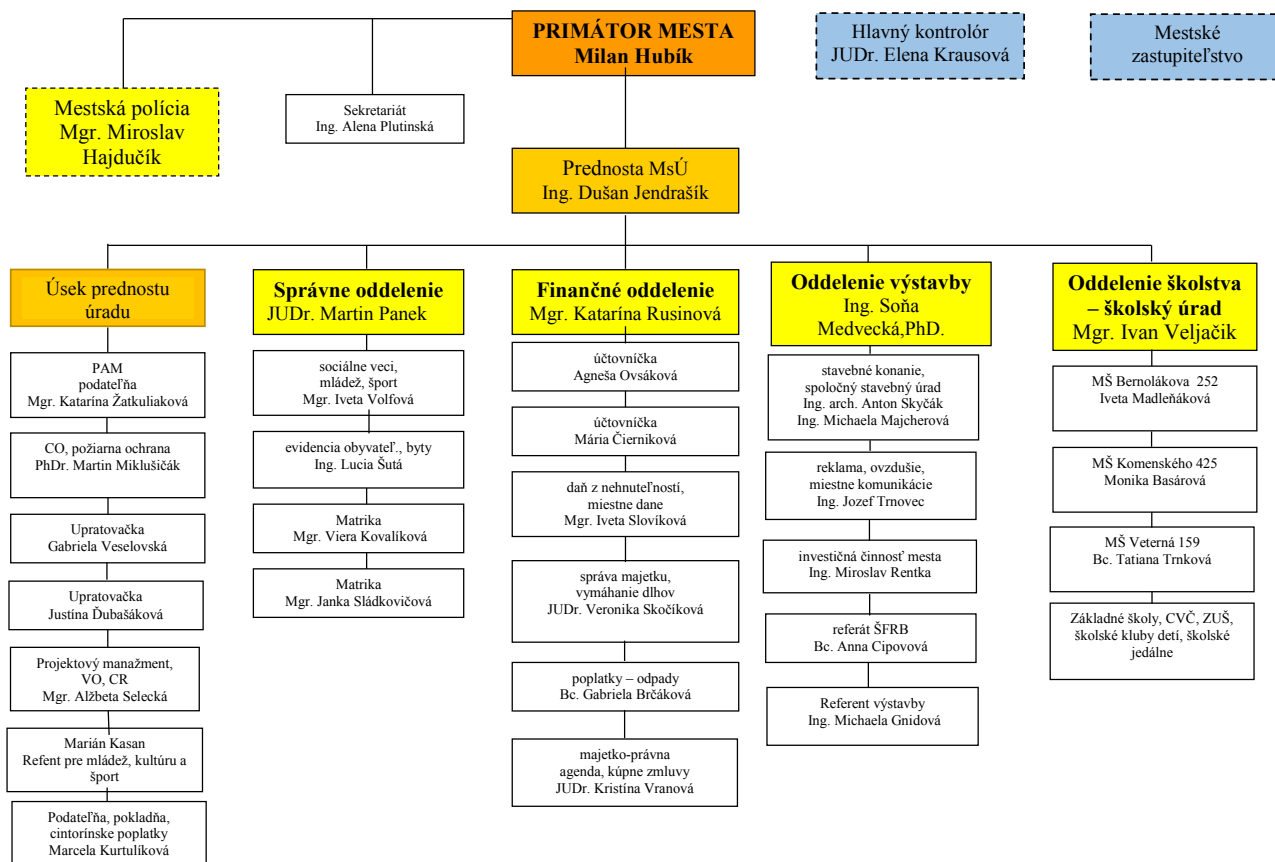 PRIMÁTOR MESTA
Milan Hubík
Hlavný kontrolór
JUDr. Elena Krausová
Mestské
zastupiteľstvo
Mestská polícia
Mgr. Miroslav
Hajdučík
Sekretariát
Ing. Alena Plutinská
Prednosta MsÚ
Ing. Dušan Jendrašík
Úsek prednostu
úradu
PAM
podateľňa
Mgr. Katarína Žatkuliaková
CO, požiarna ochrana
PhDr. Martin Miklušičák
Upratovačka
Gabriela Veselovská
Upratovačka
Justína Ďubašáková
Projektový manažment,
VO, CR
Mgr. Alžbeta Selecká
Marián Kasan
Refent pre mládež, kultúru a
šport
Podateľňa, pokladňa,
cintorínske poplatky
Marcela Kurtulíková
Správne oddelenie
JUDr. Martin Panek
sociálne veci,
mládež, šport
Mgr. Iveta Volfová
evidencia obyvateľ., byty
Ing. Lucia Šutá
Matrika
Mgr. Viera Kovalíková
Matrika
Mgr. Janka Sládkovičová
Finančné oddelenie
Mgr. Katarína Rusinová
účtovníčka
Agneša Ovsáková
účtovníčka
Mária Čierniková
daň z nehnuteľností,
miestne dane
Mgr. Iveta Slovíková
správa majetku,
vymáhanie dlhov
JUDr. Veronika Skočíková
poplatky – odpady
Bc. Gabriela Brčáková
majetko-právna
agenda, kúpne zmluvy
JUDr. Kristína Vranová
Oddelenie výstavby
Ing. Soňa
Medvecká,PhD.
stavebné konanie,
spoločný stavebný úrad
Ing. arch. Anton Skyčák
Ing. Michaela Majcherová
reklama, ovzdušie,
miestne komunikácie
Ing. Jozef Trnovec
investičná činnosť mesta
Ing. Miroslav Rentka
referát ŠFRB
Bc. Anna Cipovová
Referent výstavby
Ing. Michaela Gnidová
Oddelenie školstva
– školský úrad
Mgr. Ivan Veljačik
MŠ Bernolákova 252
Iveta Madleňáková
MŠ Komenského 425
Monika Basárová
MŠ Veterná 159
Bc. Tatiana Trnková
Základné školy, CVČ, ZUŠ,
školské kluby detí, školské
jedálne